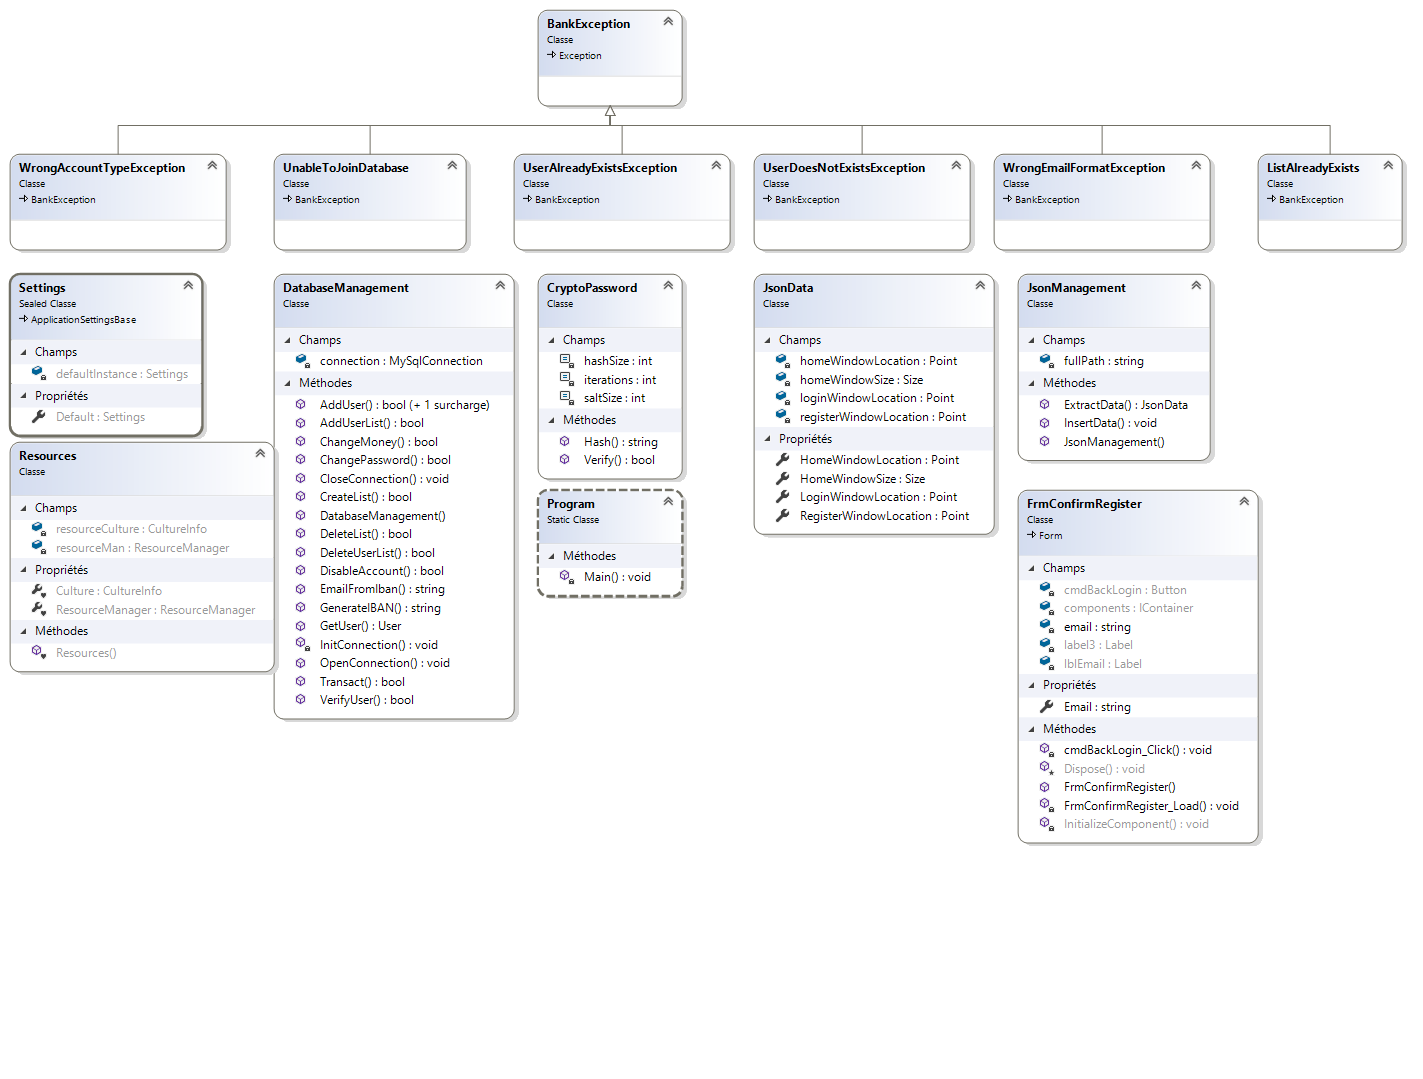 BankException
Classe
Exception
WrongAccountTypeException
Classe
BankException
UnableToJoinDatabase
Classe
BankException
UserAlreadyExistsException
Classe
BankException
UserDoesNotExistsException
Classe
BankException
WrongEmailFormatException
Classe
BankException
ListAlreadyExists
Classe
BankException
Settings
Sealed Classe
ApplicationSettingsBase
Champs
defaultInstance : Settings
Propriétés
Default : Settings
Resources
Classe
Champs
resourceCulture : CultureInfo
resourceMan : ResourceManager
Propriétés
Culture : CultureInfo
ResourceManager : ResourceManager
Méthodes
Resources()
DatabaseManagement
Classe
Champs
connection : MySqlConnection
Méthodes
AddUser() : bool (+ 1 surcharge)
AddUserList() : bool
ChangeMoney() : bool
ChangePassword() : bool
CloseConnection() : void
CreateList() : bool
DatabaseManagement()
DeleteList() : bool
DeleteUserList() : bool
DisableAccount() : bool
EmailFromIban() : string
GenerateIBAN() : string
GetUser() : User
InitConnection() : void
OpenConnection() : void
Transact() : bool
VerifyUser() : bool
CryptoPassword
Classe
Champs
hashSize : int
iterations : int
saltSize : int
Méthodes
Hash() : string
Verify() : bool
Program
Static Classe
Méthodes
Main() : void
JsonData
Classe
Champs
homeWindowLocation : Point
homeWindowSize : Size
loginWindowLocation : Point
registerWindowLocation : Point
Propriétés
HomeWindowLocation : Point
HomeWindowSize : Size
LoginWindowLocation : Point
RegisterWindowLocation : Point
JsonManagement
Classe
Champs
fullPath : string
Méthodes
ExtractData() : JsonData
InsertData() : void
JsonManagement()
FrmConfirmRegister
Classe
Form
Champs
cmdBackLogin : Button
components : IContainer
email : string
label3 : Label
lblEmail : Label
Propriétés
Email : string
Méthodes
cmdBackLogin_Click() : void
Dispose() : void
FrmConfirmRegister()
FrmConfirmRegister_Load() : void
InitializeComponent() : void